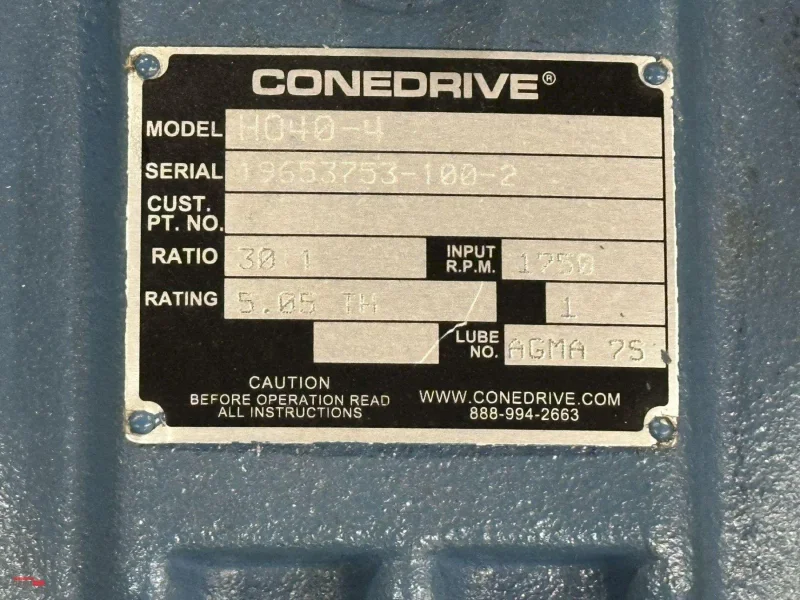 CONEDRIVE®
MODEL HO40-4
SERIAL 19653753-100-2
CUST.
PT. NO.
RATIO 30:1 INPUT R.P.M. 1750
RATING 5.05 TH 1
LUBE NO. AGMA 7S
CAUTION
BEFORE OPERATION READ
ALL INSTRUCTIONS
WWW.CONEDRIVE.COM
888-994-2663